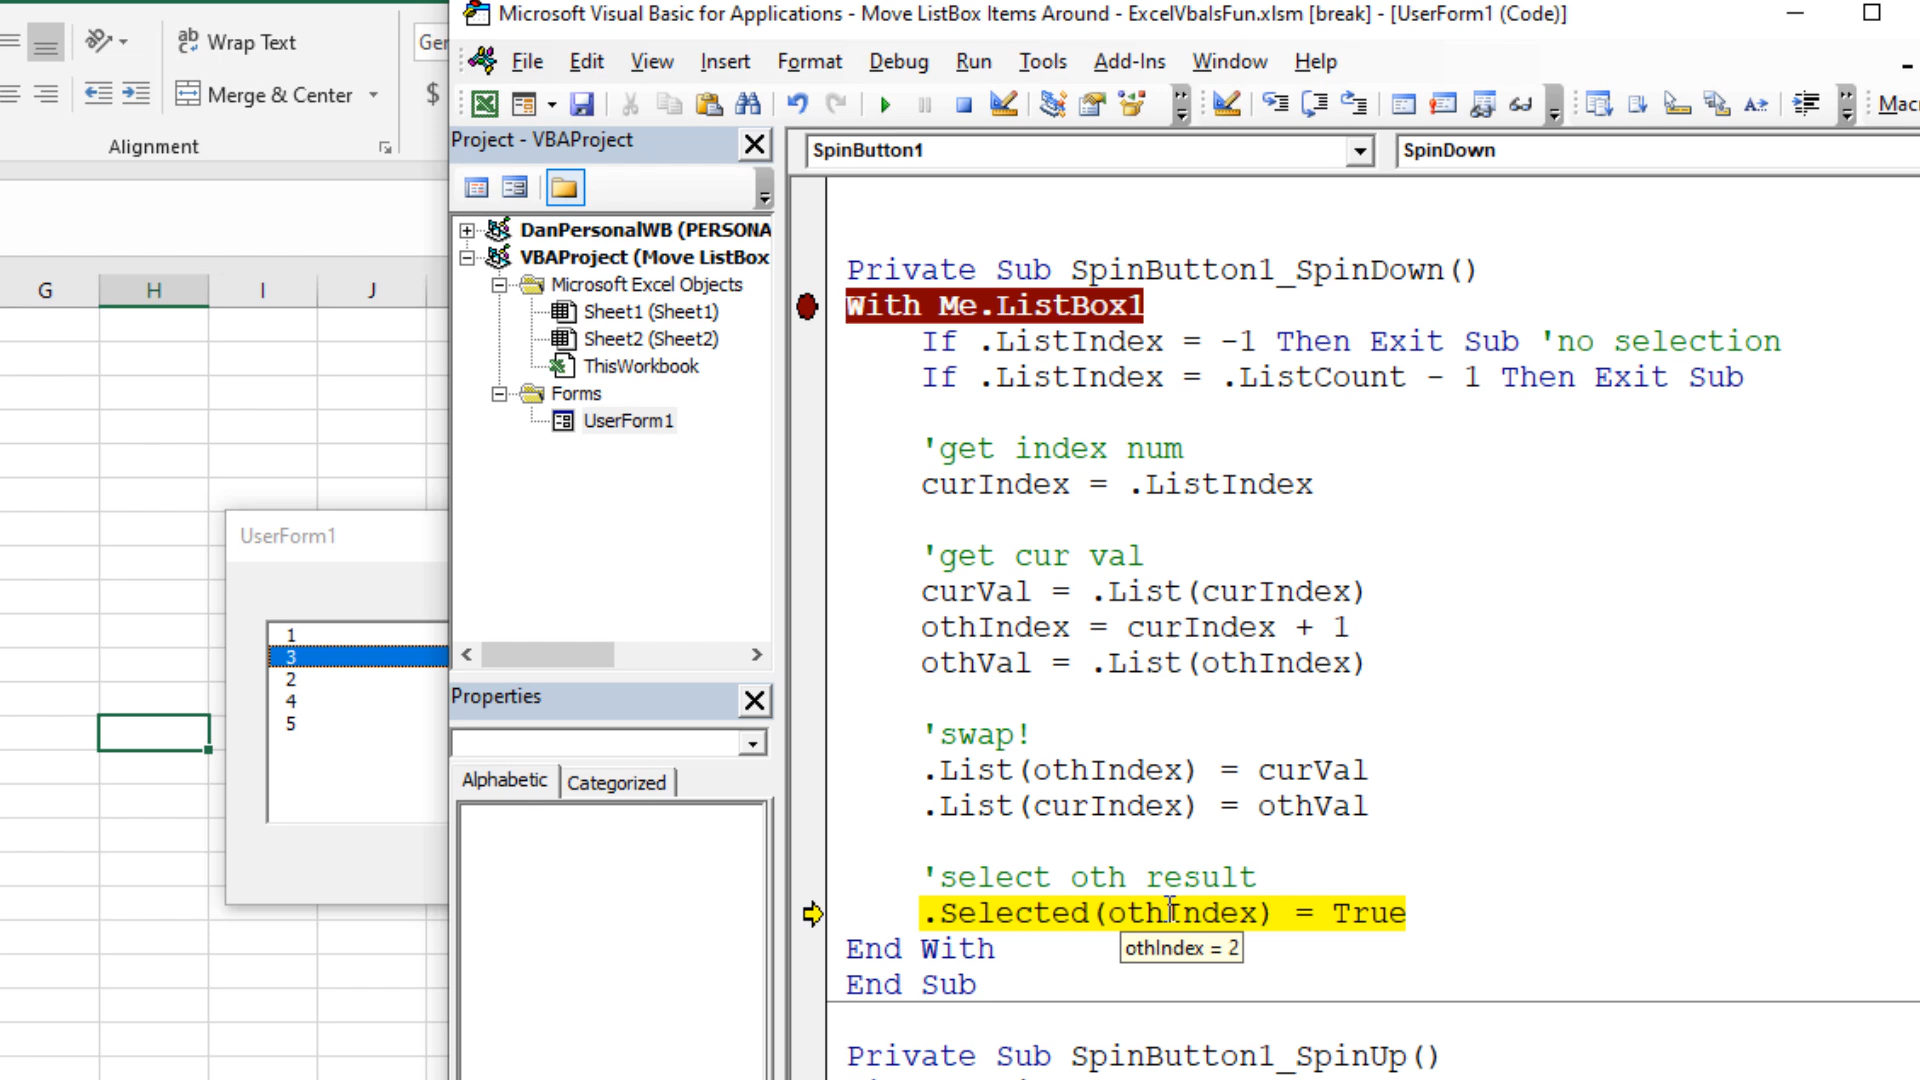 Microsoft Visual Basic for Applications - Move ListBox Items Around - ExcelVbaIsFun.xlsm [break] - [UserForm1 (Code)]
ab Wrap Text
Ger
Merge & Center
$
Alignment
File Edit View Insert Format Debug Run Tools Add-Ins Window Help
Mac
Project - VBAProject
DanPersonalWB (PERSONA
VBAProject (Move ListBox
Microsoft Excel Objects
Sheet1 (Sheet1)
Sheet2 (Sheet2)
ThisWorkbook
Forms
UserForm1
G H I J
UserForm1
1
3
2
4
5
Properties
Alphabetic Categorized
SpinButton1 SpinDown
Private Sub SpinButton1_SpinDown()
With Me.ListBox1
If .ListIndex = -1 Then Exit Sub 'no selection
If .ListIndex = .ListCount - 1 Then Exit Sub
'get index num
curIndex = .ListIndex
'get cur val
curVal = .List(curIndex)
othIndex = curIndex + 1
othVal = .List(othIndex)
'swap!
.List(othIndex) = curVal
.List(curIndex) = othVal
'select oth result
.Selected(othIndex) = True
othIndex = 2
End With
End Sub
Private Sub SpinButton1_SpinUp()